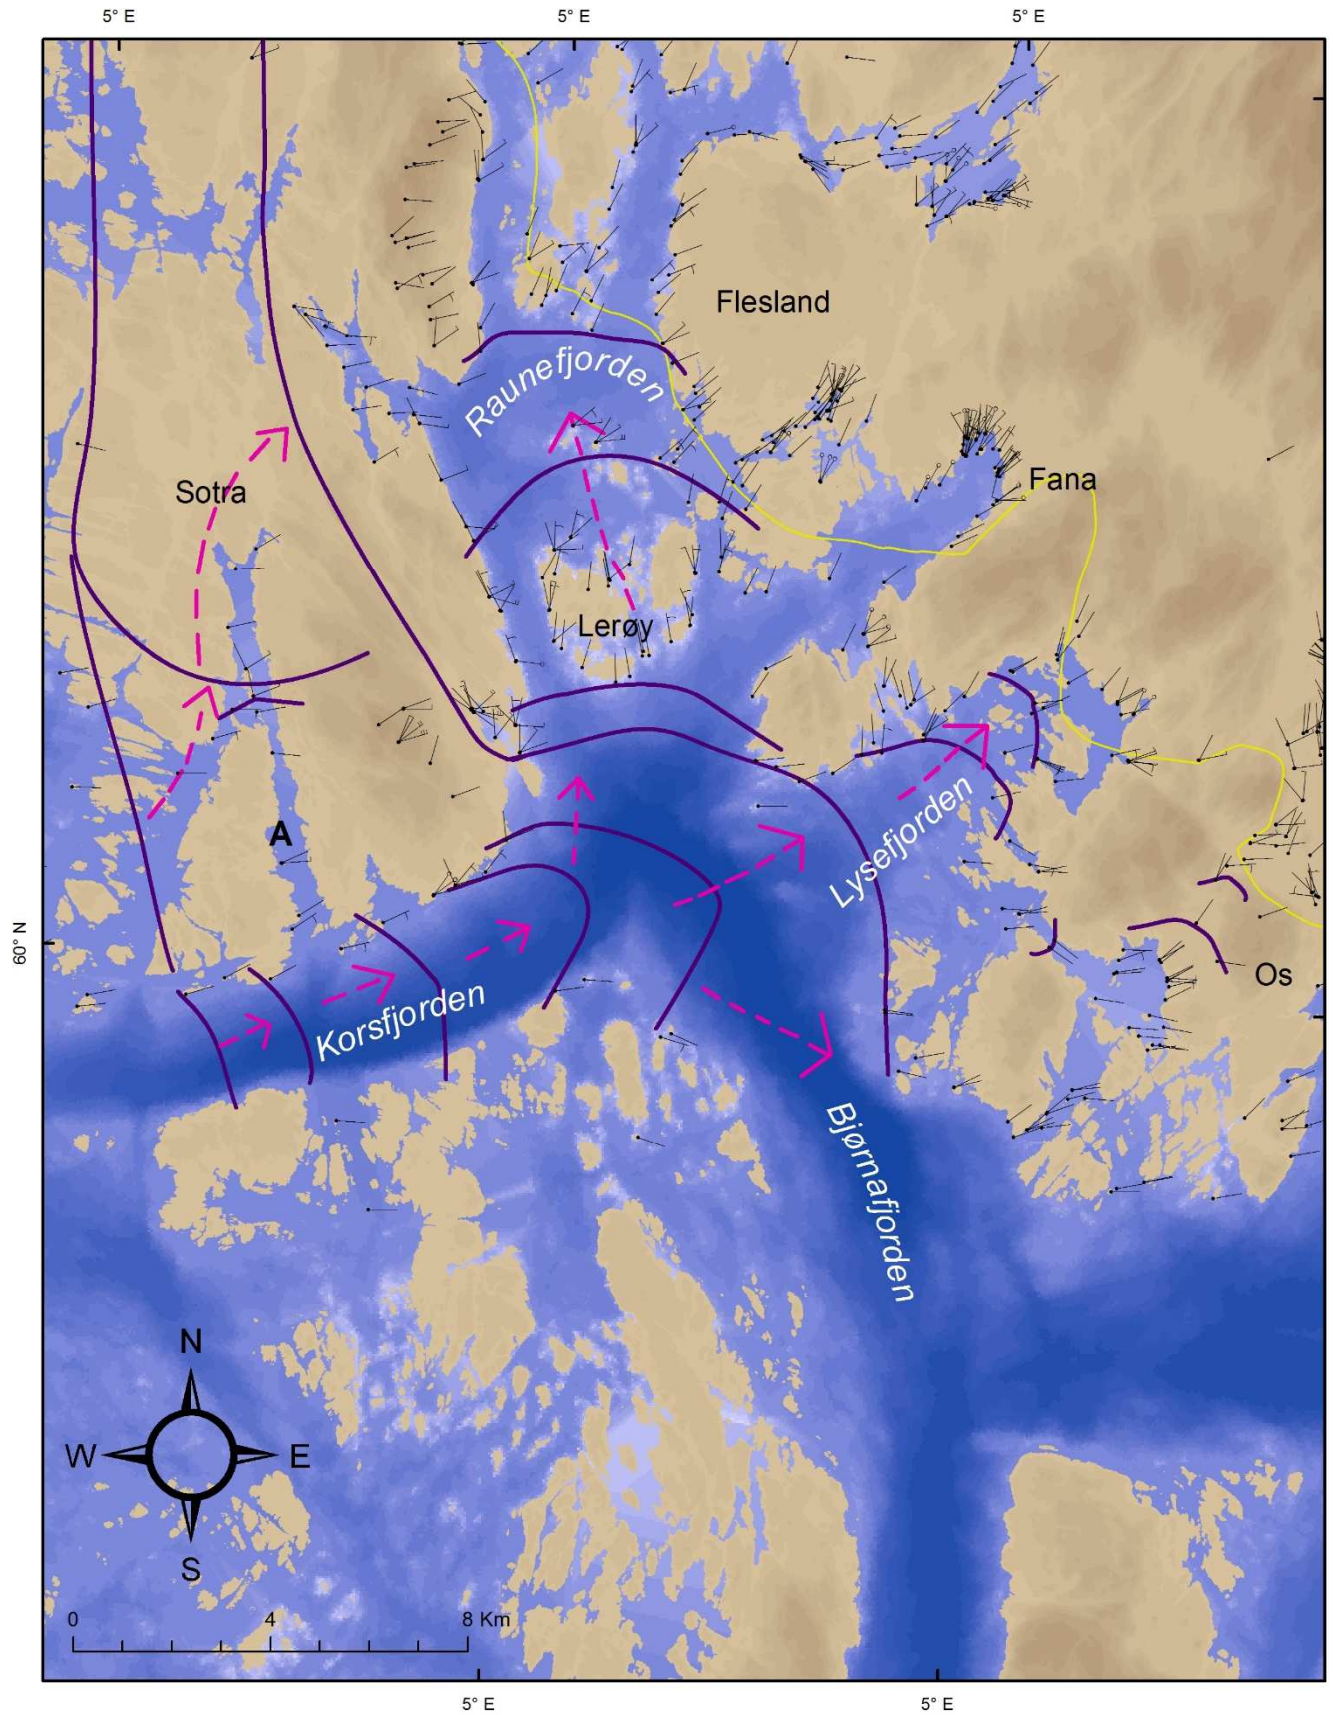 5° E 5° E 5° E
Flesland
Raunefjorden
Sotra
Fana
Lerøy
A
Lysefjorden
60° N
Os
Korsfjorden
Bjørnafjorden
N
W E
S
0 4 8 Km
5° E 5° E